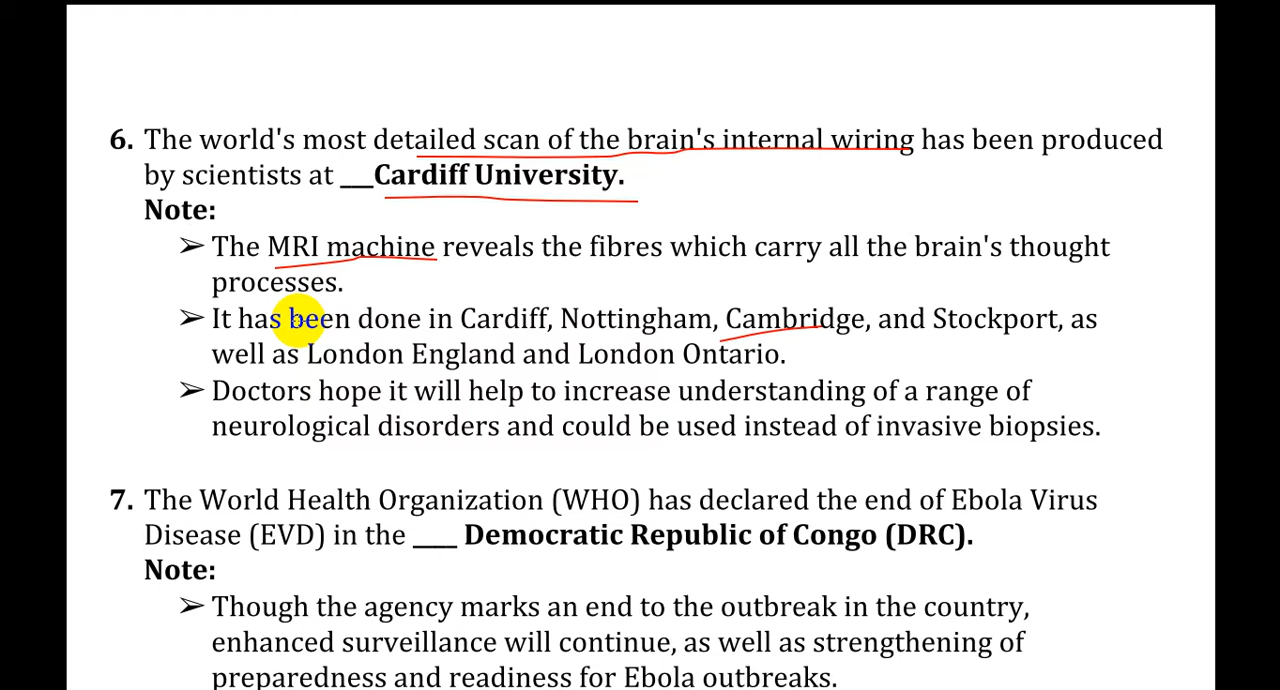 6. The world's most detailed scan of the brain's internal wiring has been produced
by scientists at __Cardiff University.
Note:
➢ The MRI machine reveals the fibres which carry all the brain's thought
processes.
➢ It has been done in Cardiff, Nottingham, Cambridge, and Stockport, as
well as London England and London Ontario.
➢ Doctors hope it will help to increase understanding of a range of
neurological disorders and could be used instead of invasive biopsies.
7. The World Health Organization (WHO) has declared the end of Ebola Virus
Disease (EVD) in the ___ Democratic Republic of Congo (DRC).
Note:
➢ Though the agency marks an end to the outbreak in the country,
enhanced surveillance will continue, as well as strengthening of
preparedness and readiness for Ebola outbreaks.